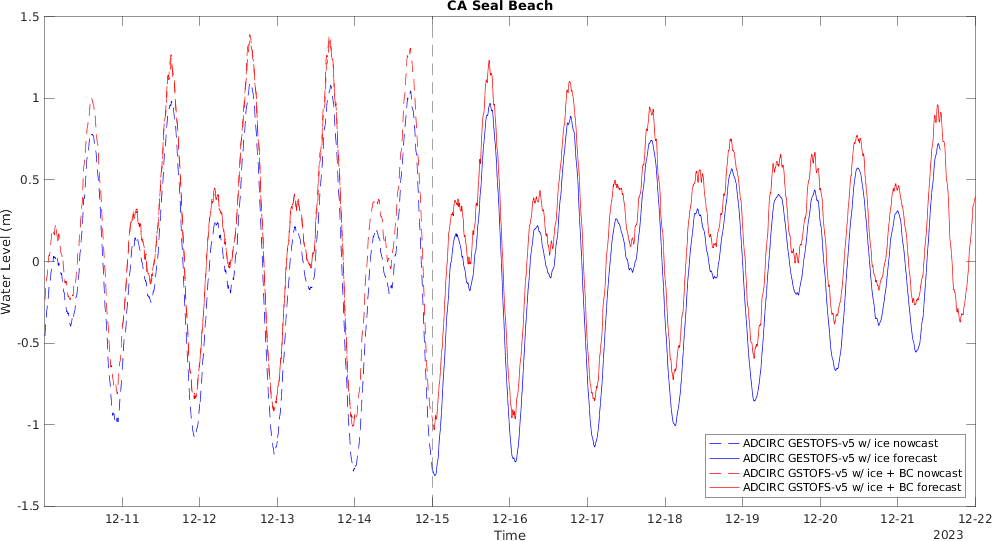 CA Seal Beach
1.5
1
0.5
0
-0.5
-1
-1.5
Water Level (m)
12-11 12-12 12-13 12-14 12-15 12-16 12-17 12-18 12-19 12-20 12-21 12-22
Time
2023
ADCIRC GESTOFS-v5 w/ ice nowcast
ADCIRC GESTOFS-v5 w/ ice forecast
ADCIRC GSTOFS-v5 w/ ice + BC nowcast
ADCIRC GSTOFS-v5 w/ ice + BC forecast